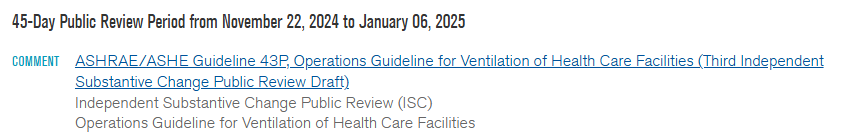 45-Day Public Review Period from November 22, 2024 to January 06, 2025
COMMENT ASHRAE/ASHE Guideline 43P, Operations Guideline for Ventilation of Health Care Facilities (Third Independent
Substantive Change Public Review Draft)
Independent Substantive Change Public Review (ISC)
Operations Guideline for Ventilation of Health Care Facilities